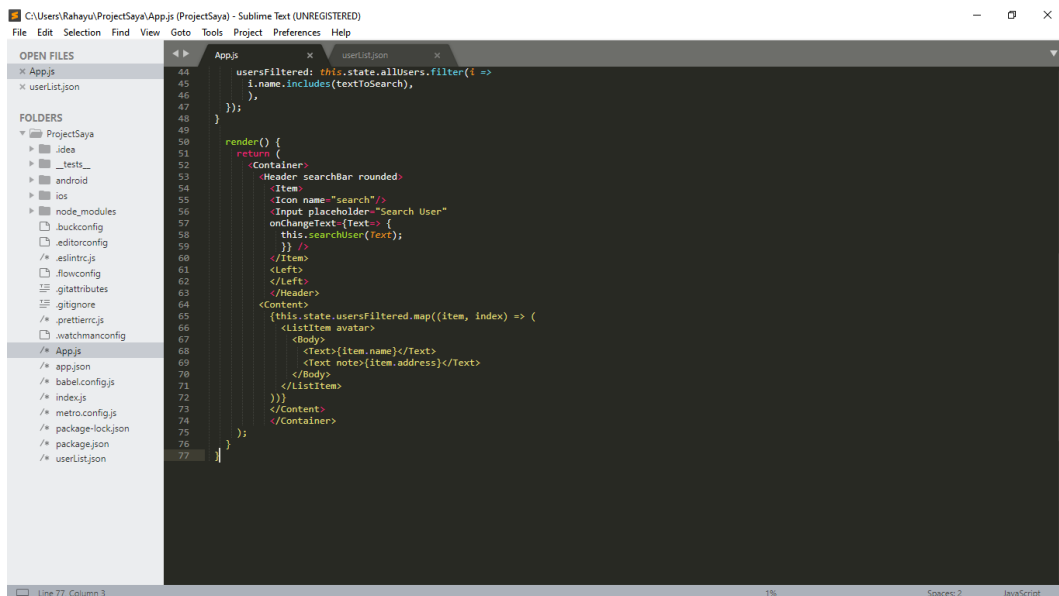 C:\Users\Rahayu\ProjectSaya\App.js (ProjectSaya) - Sublime Text (UNREGISTERED)
File Edit Selection Find View Goto Tools Project Preferences Help
OPEN FILES
App.js
userList.json
FOLDERS
ProjectSaya
.idea
__tests__
android
ios
node_modules
.buckconfig
.editorconfig
/* .eslintrc.js
.flowconfig
.gitattributes
.gitignore
/* .prettierrc.js
.watchmanconfig
/* App.js
/* app.json
/* babel.config.js
/* index.js
/* metro.config.js
/* package-lock.json
/* package.json
/* userList.json
App.js userList.json
44 usersFiltered: this.state.allUsers.filter(i =>
45 i.name.includes(textToSearch),
46 ),
47 });
48 }
49
50 render() {
51 return (
52 <Container>
53 <Header searchBar rounded>
54 <Item>
55 <Icon name="search"/>
56 <Input placeholder="Search User"
57 onChangeText={Text=> {
58 this.searchUser(Text);
59 }} />
60 </Item>
61 <Left>
62 </Left>
63 </Header>
64 <Content>
65 {this.state.usersFiltered.map((item, index) => (
66 <ListItem avatar>
67 <Body>
68 <Text>{item.name}</Text>
69 <Text note>{item.address}</Text>
70 </Body>
71 </ListItem>
72 ))}
73 </Content>
74 </Container>
75 );
76 }
77 }
Line 77, Column 3 1% Spaces: 2 JavaScript